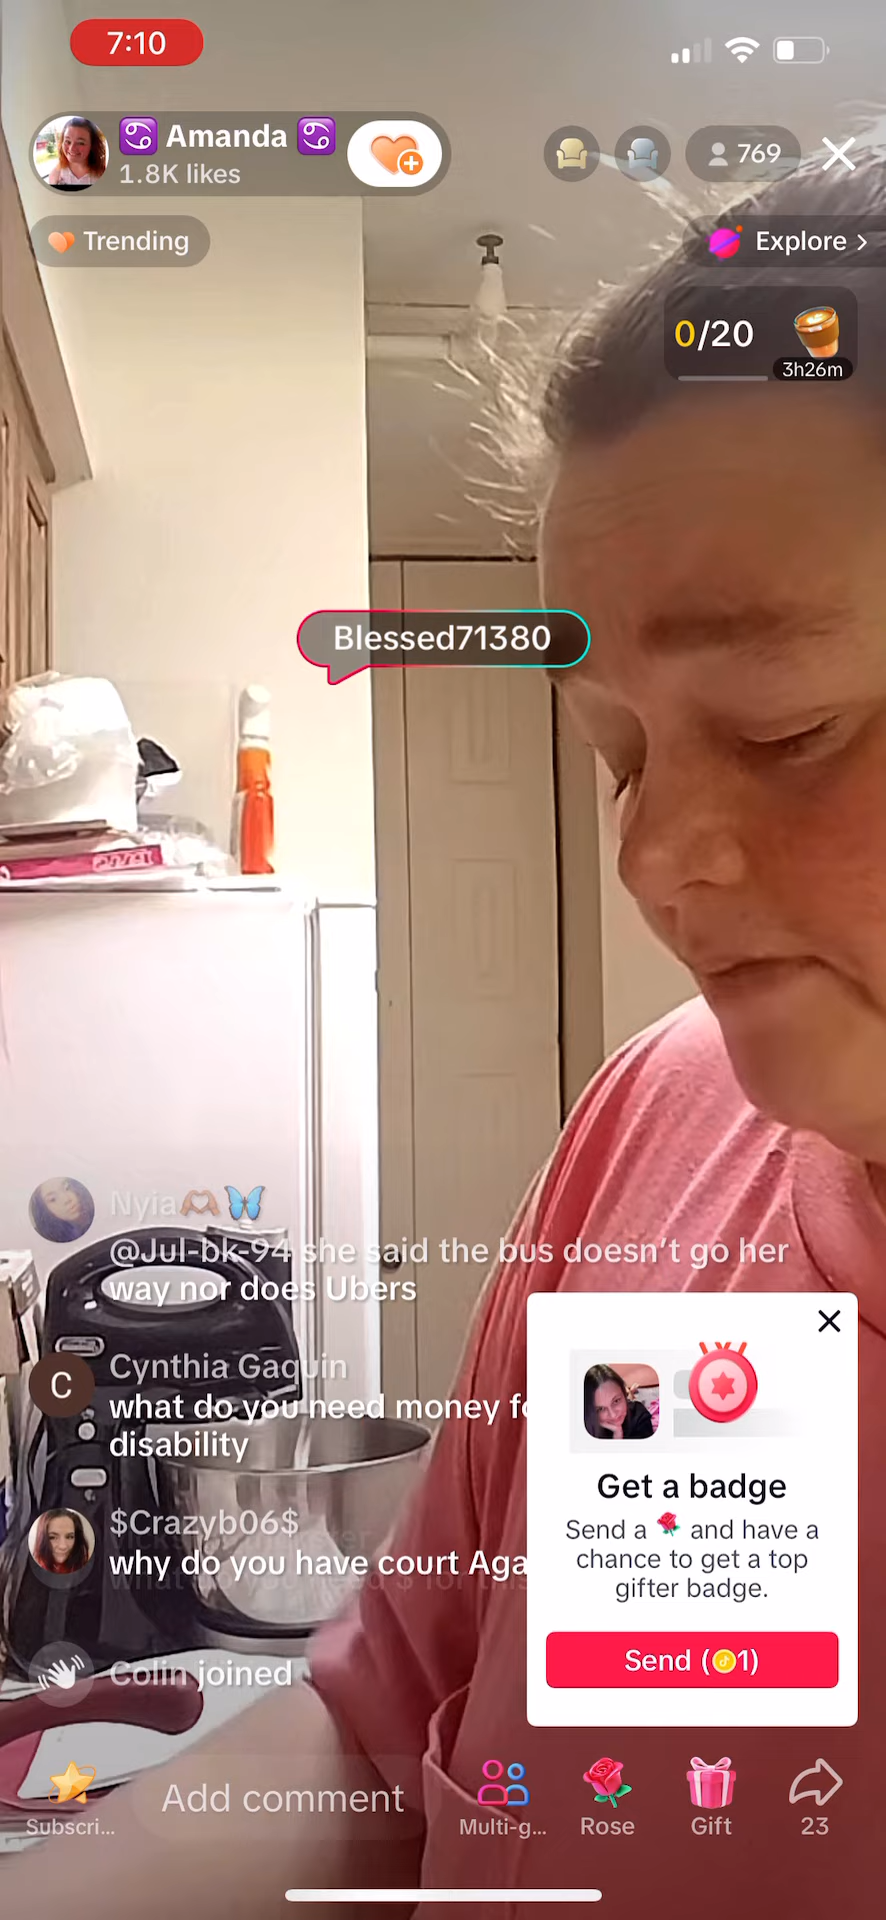 7:10
♋ Amanda ♋
1.8K likes
769
Trending
Explore >
0/20
3h26m
Blessed71380
Nyia🫶🏽🦋
@Jul-bk-94 she said the bus doesn't go her
way nor does Ubers
C
Cynthia Gaquin
what do you need money fo
disability
$Crazyb06$
why do you have court Aga
Colin joined
Get a badge
Send a 🌹 and have a
chance to get a top
gifter badge.
Send (1)
Subscri...
Add comment
Multi-g...
Rose
Gift
23